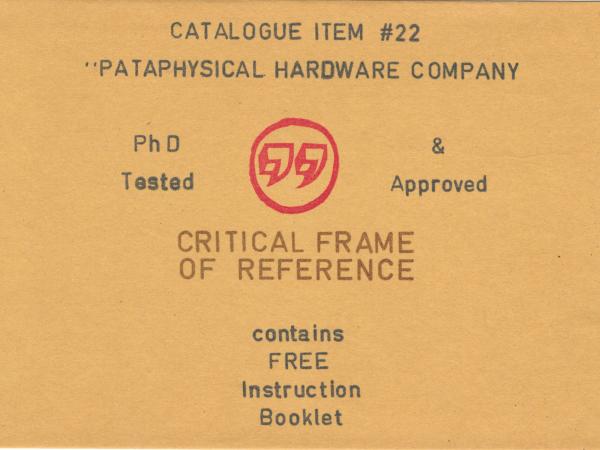 CATALOGUE ITEM #22
''PATAPHYSICAL HARDWARE COMPANY
PhD & 
Tested Approved
CRITICAL FRAME
OF REFERENCE
contains
FREE
Instruction
Booklet